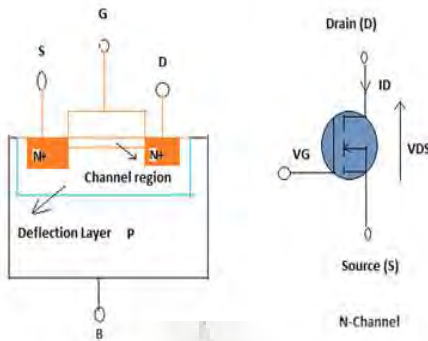 G
S
D
N+
N+
Channel region
Deflection Layer P
B
Drain (D)
ID
VG
VDS
Source (S)
N-Channel